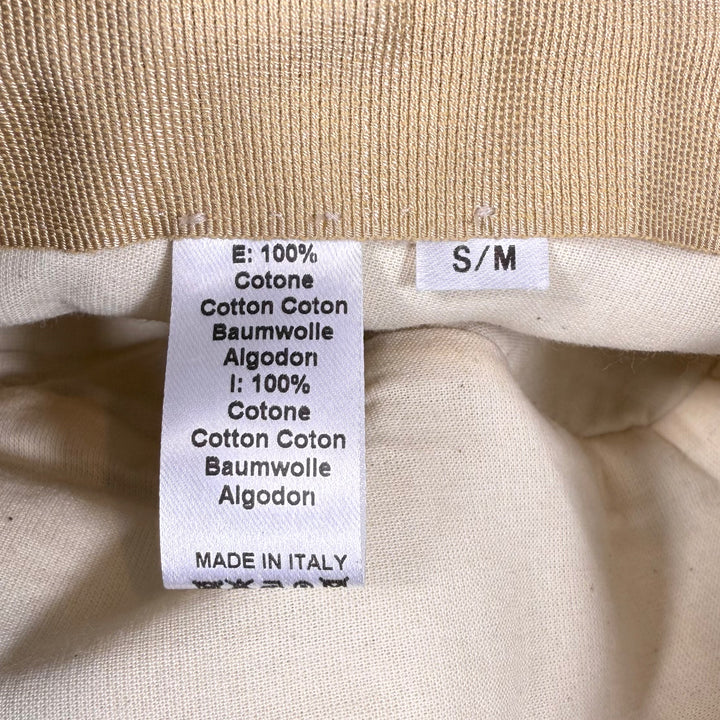 E: 100%
Cotone
Cotton Coton
Baumwolle
Algodon
I: 100%
Cotone
Cotton Coton
Baumwolle
Algodon
MADE IN ITALY
S/M